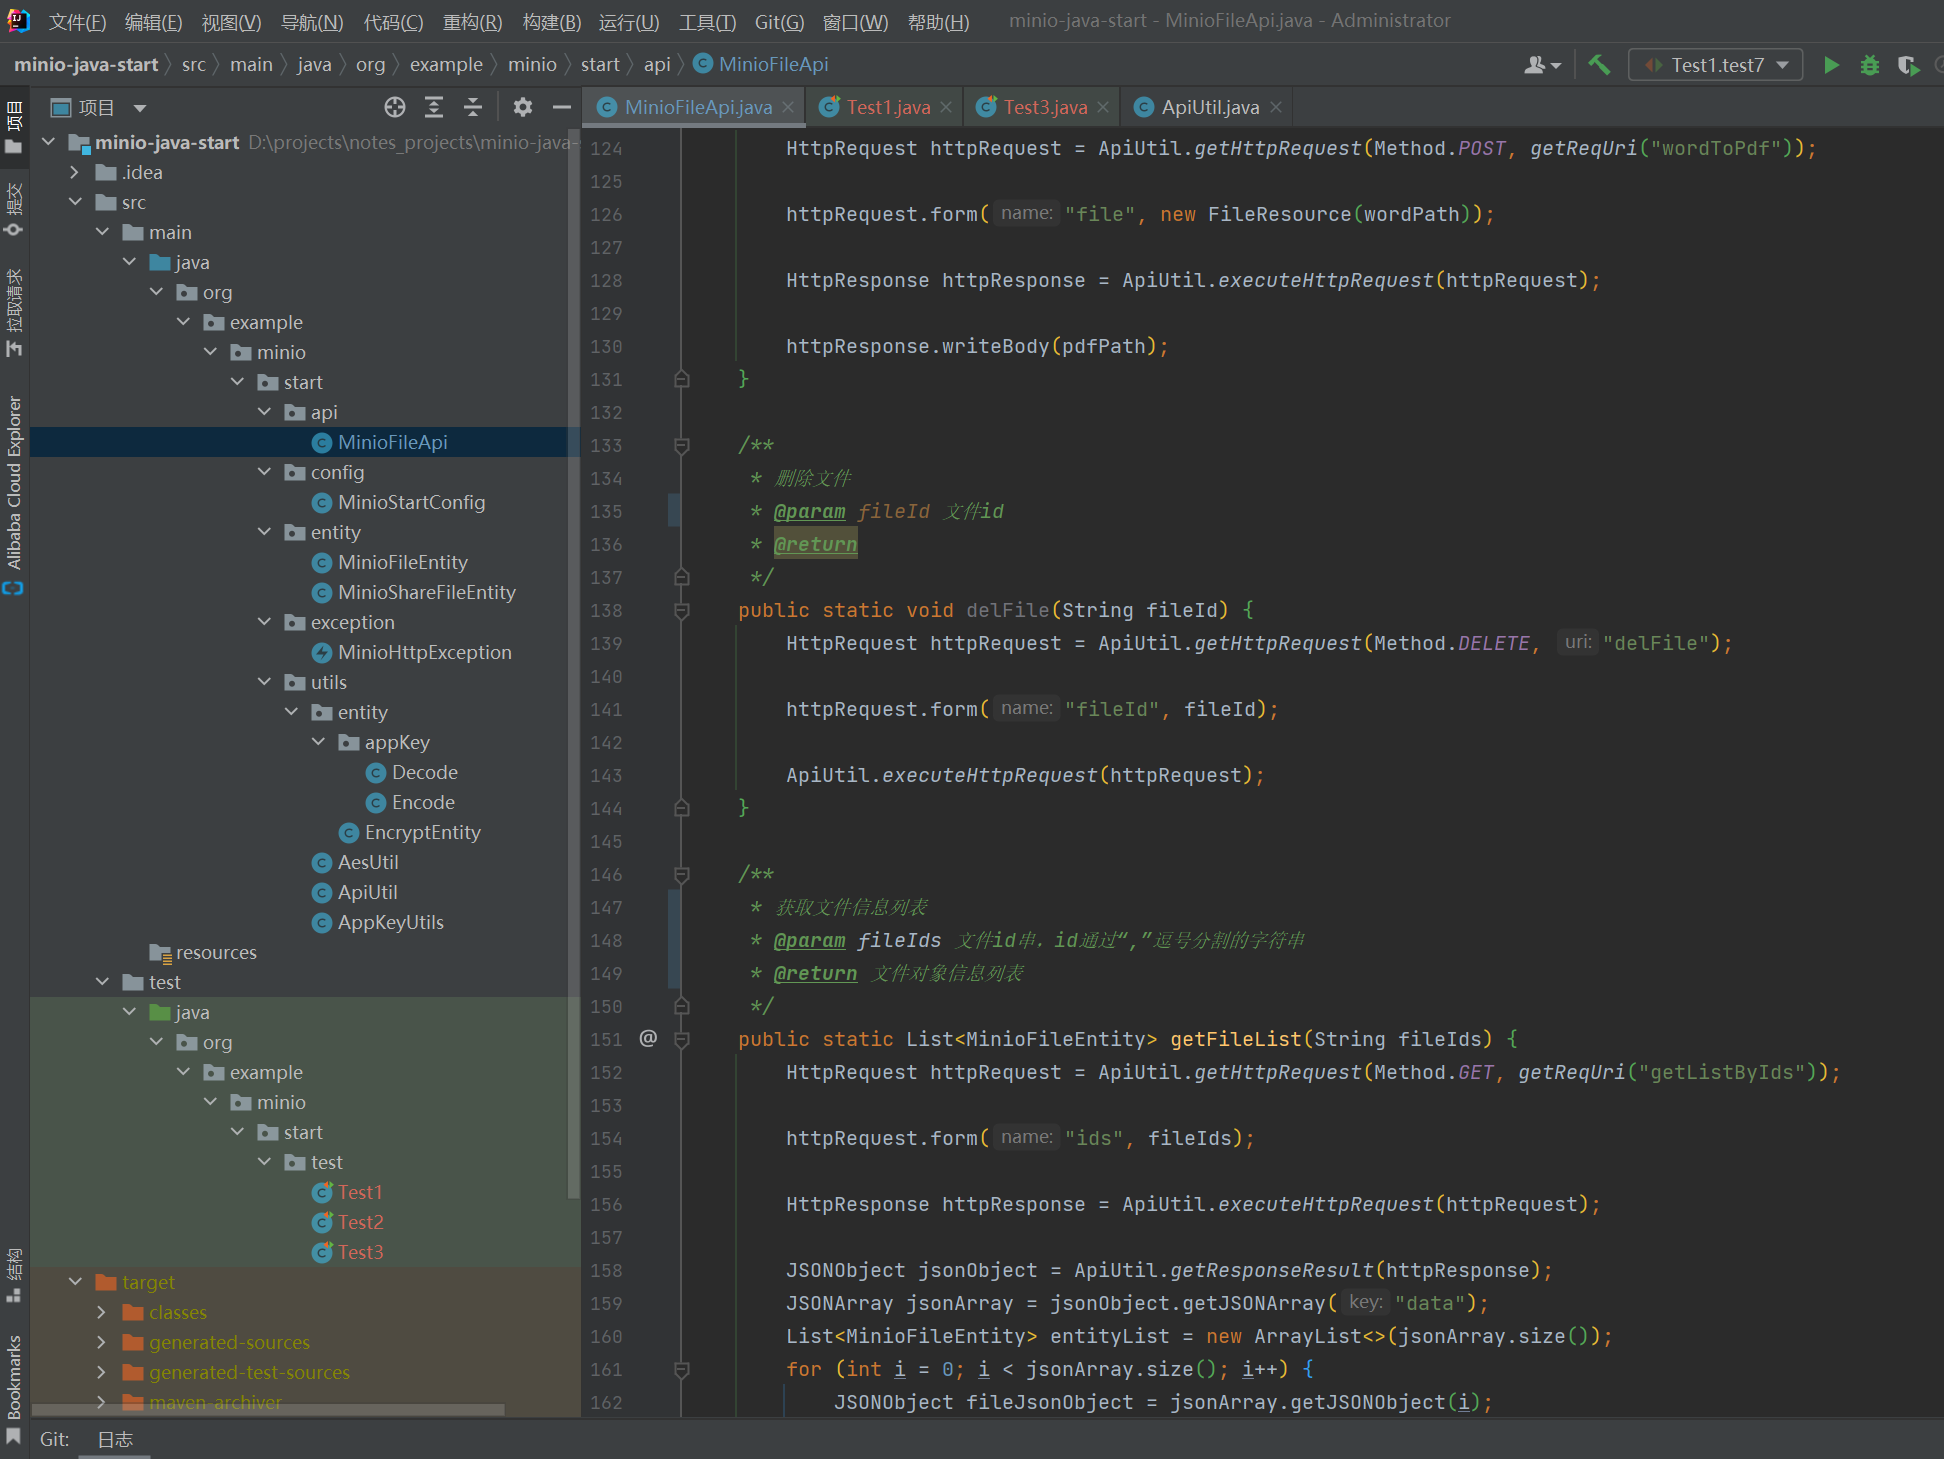 文件(F) 编辑(E) 视图(V) 导航(N) 代码(C) 重构(R) 构建(B) 运行(U) 工具(T) Git(G) 窗口(W) 帮助(H) minio-java-start - MinioFileApi.java - Administrator
minio-java-start src main java org example minio start api MinioFileApi Test1.test7
项目
提交
拉取请求
Alibaba Cloud Explorer
结构
Bookmarks
项目
minio-java-start D:\projects\notes_projects\minio-java-
.idea
src
main
java
org
example
minio
start
api
MinioFileApi
config
MinioStartConfig
entity
MinioFileEntity
MinioShareFileEntity
exception
MinioHttpException
utils
entity
appKey
Decode
Encode
EncryptEntity
AesUtil
ApiUtil
AppKeyUtils
resources
test
java
org
example
minio
start
test
Test1
Test2
Test3
target
classes
generated-sources
generated-test-sources
maven-archiver
MinioFileApi.java Test1.java Test3.java ApiUtil.java
124 HttpRequest httpRequest = ApiUtil.getHttpRequest(Method.POST, getReqUri("wordToPdf"));
125
126 httpRequest.form( name: "file", new FileResource(wordPath));
127
128 HttpResponse httpResponse = ApiUtil.executeHttpRequest(httpRequest);
129
130 httpResponse.writeBody(pdfPath);
131 }
132
133 /**
134 * 删除文件
135 * @param fileId 文件id
136 * @return
137 */
138 public static void delFile(String fileId) {
139 HttpRequest httpRequest = ApiUtil.getHttpRequest(Method.DELETE, uri: "delFile");
140
141 httpRequest.form( name: "fileId", fileId);
142
143 ApiUtil.executeHttpRequest(httpRequest);
144 }
145
146 /**
147 * 获取文件信息列表
148 * @param fileIds 文件id串，id通过“,”逗号分割的字符串
149 * @return 文件对象信息列表
150 */
151 @ public static List<MinioFileEntity> getFileList(String fileIds) {
152 HttpRequest httpRequest = ApiUtil.getHttpRequest(Method.GET, getReqUri("getListByIds"));
153
154 httpRequest.form( name: "ids", fileIds);
155
156 HttpResponse httpResponse = ApiUtil.executeHttpRequest(httpRequest);
157
158 JSONObject jsonObject = ApiUtil.getResponseResult(httpResponse);
159 JSONArray jsonArray = jsonObject.getJSONArray( key: "data");
160 List<MinioFileEntity> entityList = new ArrayList<>(jsonArray.size());
161 for (int i = 0; i < jsonArray.size(); i++) {
162 JSONObject fileJsonObject = jsonArray.getJSONObject(i);
Git: 日志